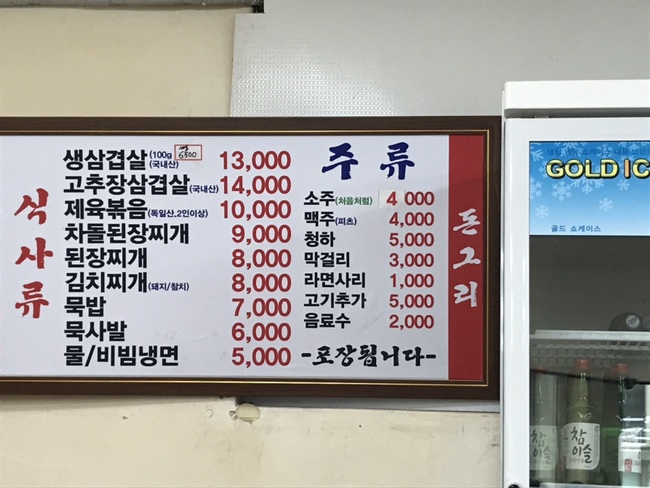 식사류
생삼겹살 (100g 6500 (국내산) 13,000
고추장삼겹살 (국내산) 14,000
제육볶음 (독일산,2인이상) 10,000
차돌된장찌개 9,000
된장찌개 8,000
김치찌개 (돼지/참치) 8,000
묵밥 7,000
묵사발 6,000
물/비빔냉면 5,000
주류
소주 (처음처럼) 4000
맥주 (피츠) 4,000
청하 5,000
막걸리 3,000
라면사리 1,000
고기추가 5,000
음료수 2,000
-포장됩니다-
돈그리
GOLD IC
골드 쇼케이스
참이슬
참이슬